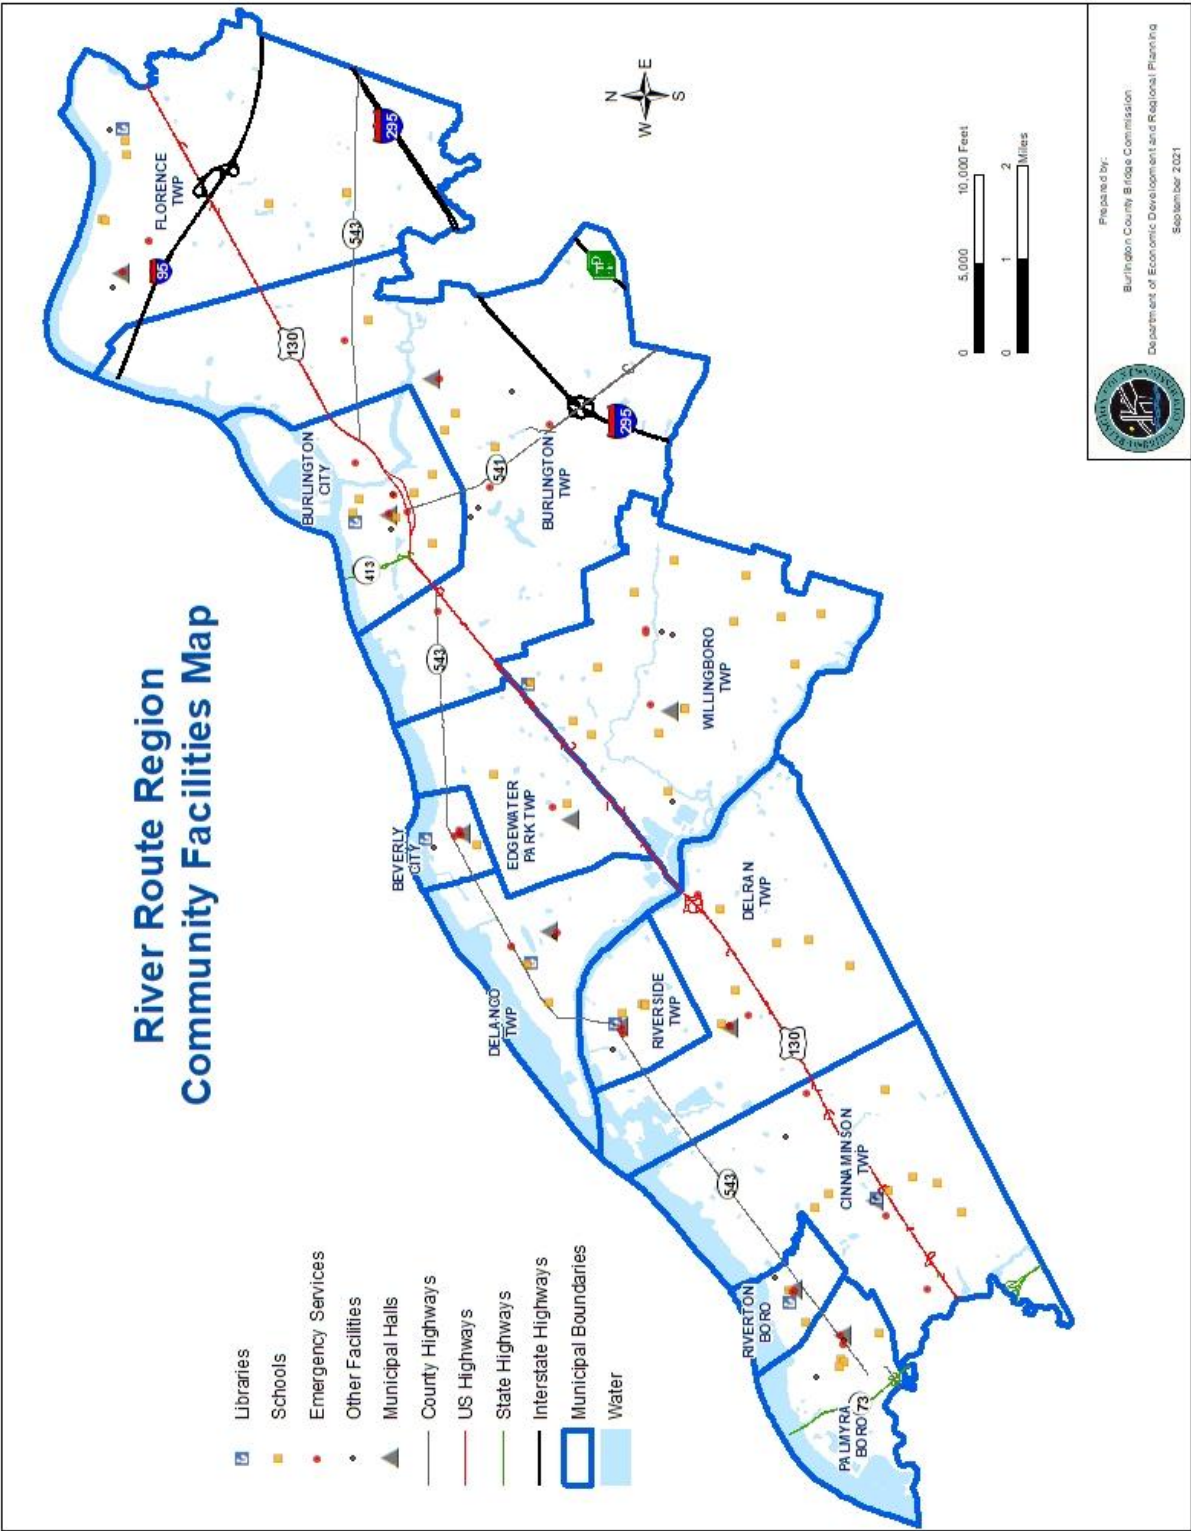 River Route Region
Community Facilities Map
Libraries
Schools
Emergency Services
Other Facilities
Municipal Halls
County Highways
US Highways
State Highways
Interstate Highways
Municipal Boundaries
Water
PALMYRA
BORO
73
RIVERTON
BORO
543
CINNAMINSON
TWP
130
DELRAN
TWP
RIVERSIDE
TWP
DELANCO
TWP
BEVERLY
CITY
EDGEWATER
PARK TWP
WILLINGBORO
TWP
543
413
BURLINGTON
CITY
541
BURLINGTON
TWP
295
130
543
95
FLORENCE
TWP
295
N
W
E
S
0
5,000
10,000 Feet
0
1
2
Miles
Prepared by:
Burlington County Bridge Commission
Department of Economic Development and Regional Planning
September 2021